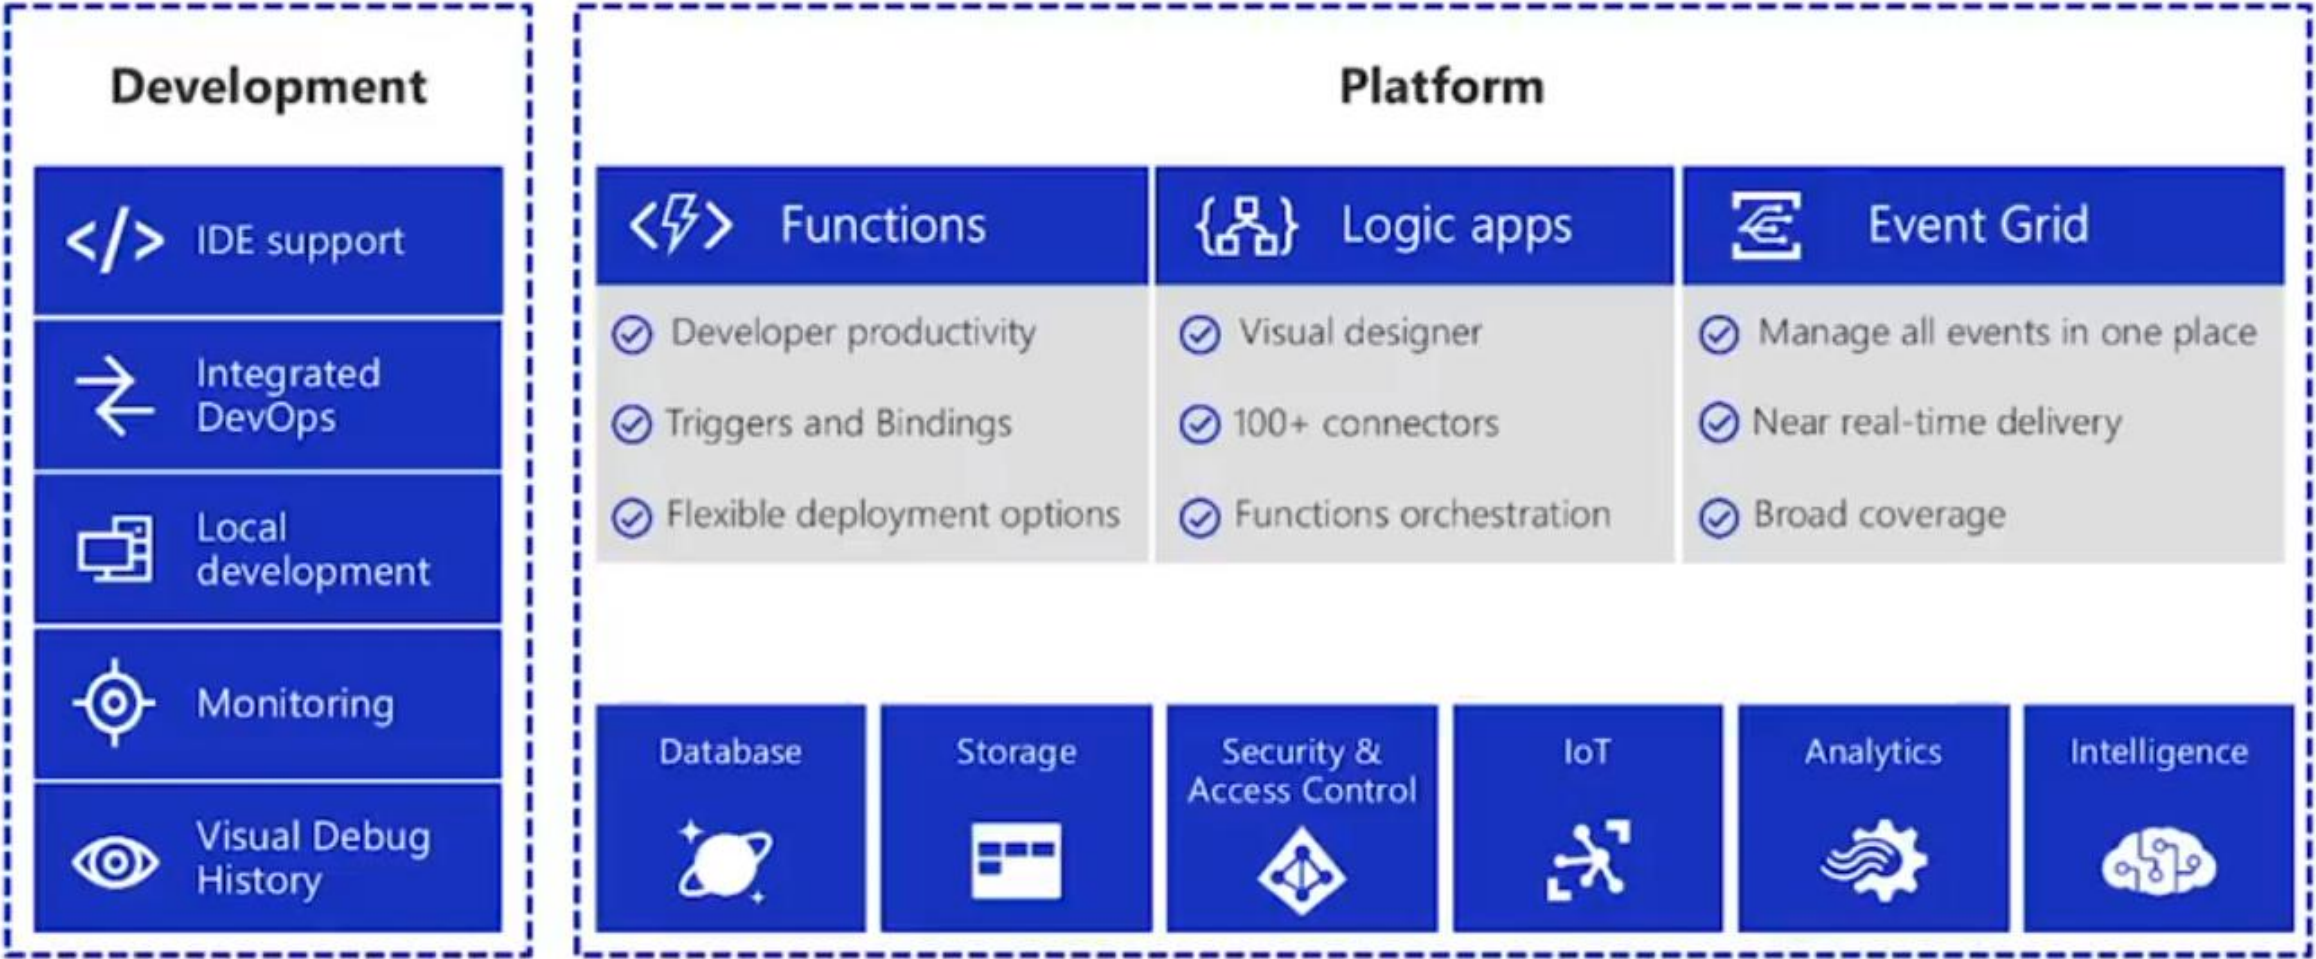 Development
IDE support
Integrated
DevOps
Local
development
Monitoring
Visual Debug
History
Platform
Functions
Developer productivity
Triggers and Bindings
Flexible deployment options
Logic apps
Visual designer
100+ connectors
Functions orchestration
Event Grid
Manage all events in one place
Near real-time delivery
Broad coverage
Database
Storage
Security &
Access Control
IoT
Analytics
Intelligence